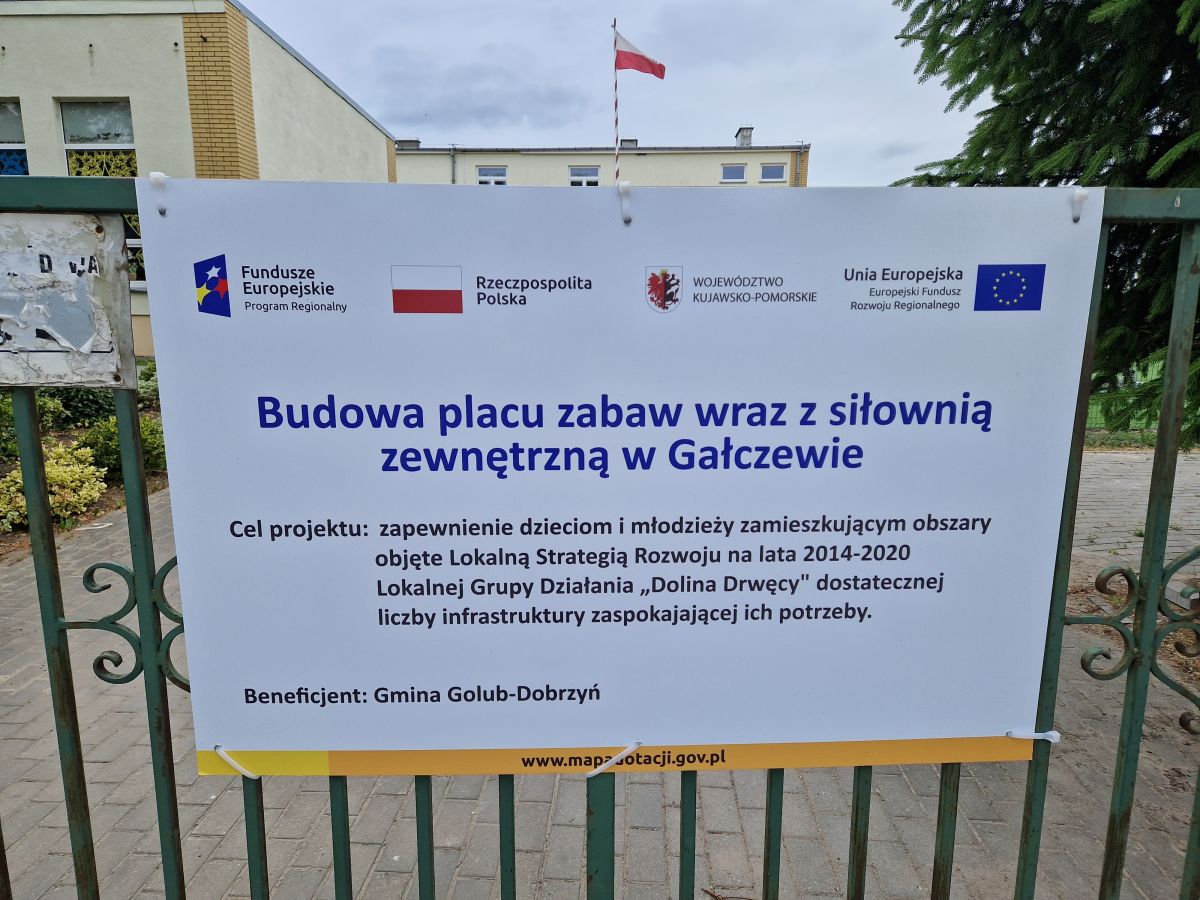 Fundusze
Europejskie
Program Regionalny
Rzeczpospolita
Polska
WOJEWÓDZTWO
KUJAWSKO-POMORSKIE
Unia Europejska
Europejski Fundusz
Rozwoju Regionalnego
Budowa placu zabaw wraz z siłownią
zewnętrzną w Gałczewie
Cel projektu: zapewnienie dzieciom i młodzieży zamieszkującym obszary
objęte Lokalną Strategią Rozwoju na lata 2014-2020
Lokalnej Grupy Działania „Dolina Drwęcy" dostatecznej
liczby infrastruktury zaspokajającej ich potrzeby.
Beneficjent: Gmina Golub-Dobrzyń
www.mapadotacji.gov.pl